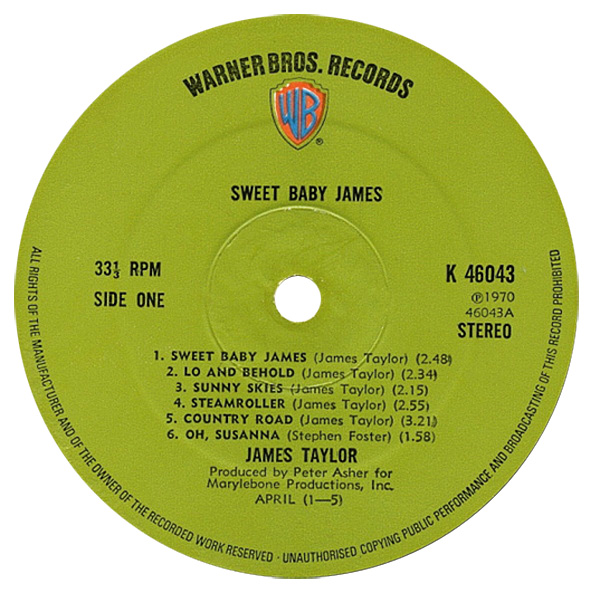 WARNER BROS. RECORDS
WB
®
SWEET BABY JAMES
33⅓ RPM
SIDE ONE
K 46043
℗1970
46043A
STEREO
1. SWEET BABY JAMES (James Taylor) (2.48)
2. LO AND BEHOLD (James Taylor) (2.34)
3. SUNNY SKIES (James Taylor) (2.15)
4. STEAMROLLER (James Taylor) (2.55)
5. COUNTRY ROAD (James Taylor) (3.21)
6. OH, SUSANNA (Stephen Foster) (1.58)
JAMES TAYLOR
Produced by Peter Asher for
Marylebone Productions, Inc.
APRIL (1—5)
ALL RIGHTS OF THE MANUFACTURER AND OF THE OWNER OF THE RECORDED WORK RESERVED · UNAUTHORISED COPYING PUBLIC PERFORMANCE AND BROADCASTING OF THIS RECORD PROHIBITED